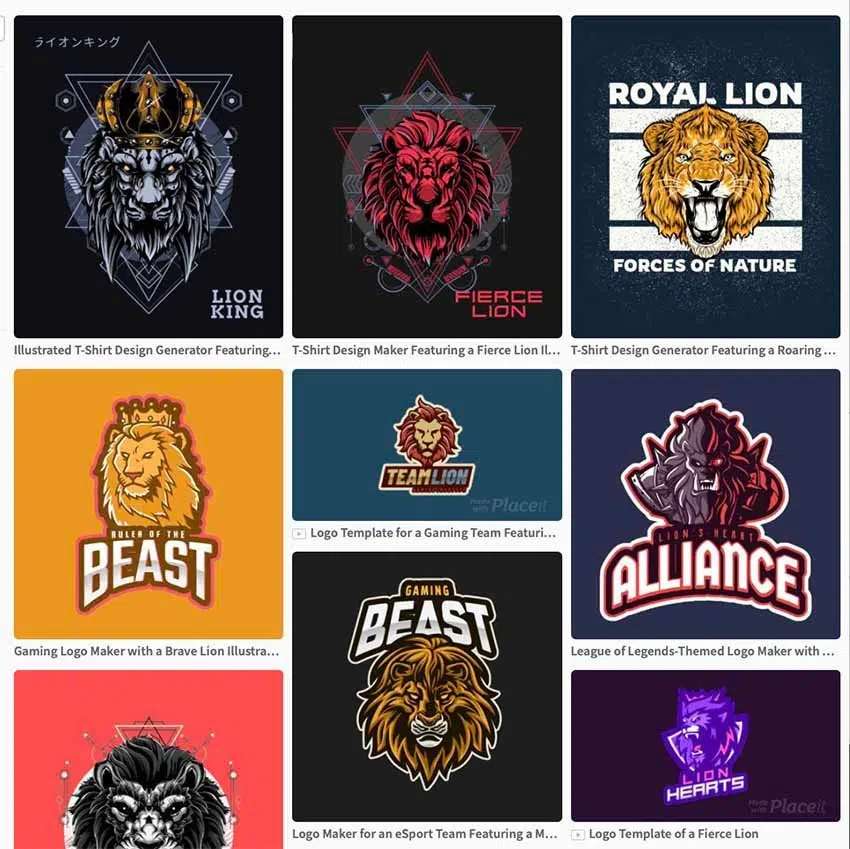 ライオンキング
LION
KING
Illustrated T-Shirt Design Generator Featuring...
FIERCE
LION
T-Shirt Design Maker Featuring a Fierce Lion Il...
ROYAL LION
FORCES OF NATURE
T-Shirt Design Generator Featuring a Roaring ...
RULER OF THE
BEAST
Gaming Logo Maker with a Brave Lion Illustra...
TEAMLION
Made
with Placeit
Logo Template for a Gaming Team Featuri...
LION'S HEART
ALLIANCE
League of Legends-Themed Logo Maker with ...
GAMING
BEAST
Logo Maker for an eSport Team Featuring a M...
LION
HEARTS
Made
with Placeit
Logo Template of a Fierce Lion